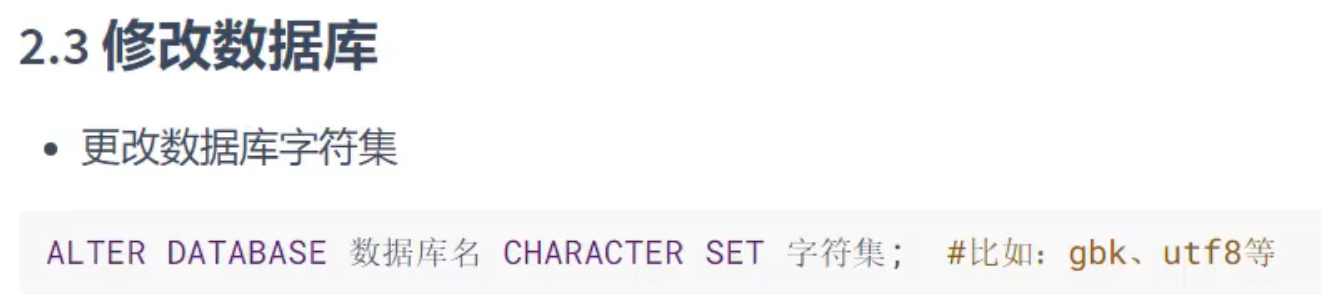 2.3 修改数据库
• 更改数据库字符集
ALTER DATABASE 数据库名 CHARACTER SET 字符集; #比如：gbk、utf8等